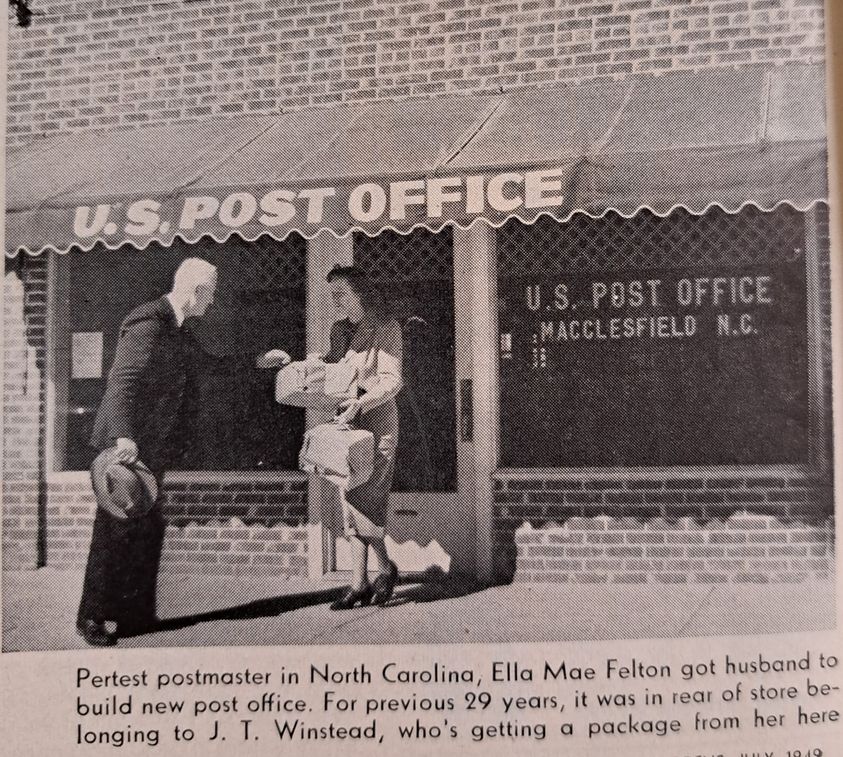 U.S. POST OFFICE
U.S. POST OFFICE
MACCLESFIELD N.C.
Pertest postmaster in North Carolina, Ella Mae Felton got husband to
build new post office. For previous 29 years, it was in rear of store be-
longing to J. T. Winstead, who's getting a package from her here
JULY 1949